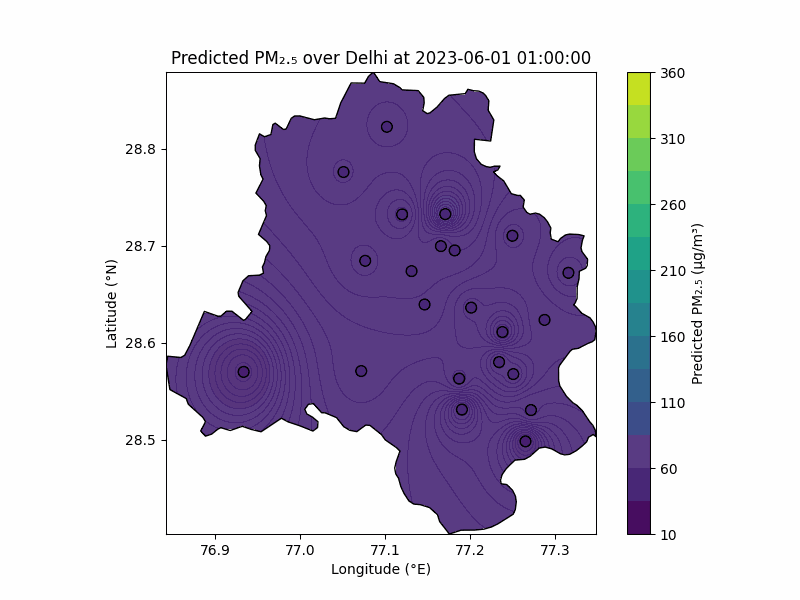 Predicted PM₂.₅ over Delhi at 2023-06-01 01:00:00
360
310
260
210
160
110
60
10
Predicted PM₂.₅ (μg/m³)
28.8
28.7
28.6
28.5
Latitude (°N)
76.9 77.0 77.1 77.2 77.3
Longitude (°E)